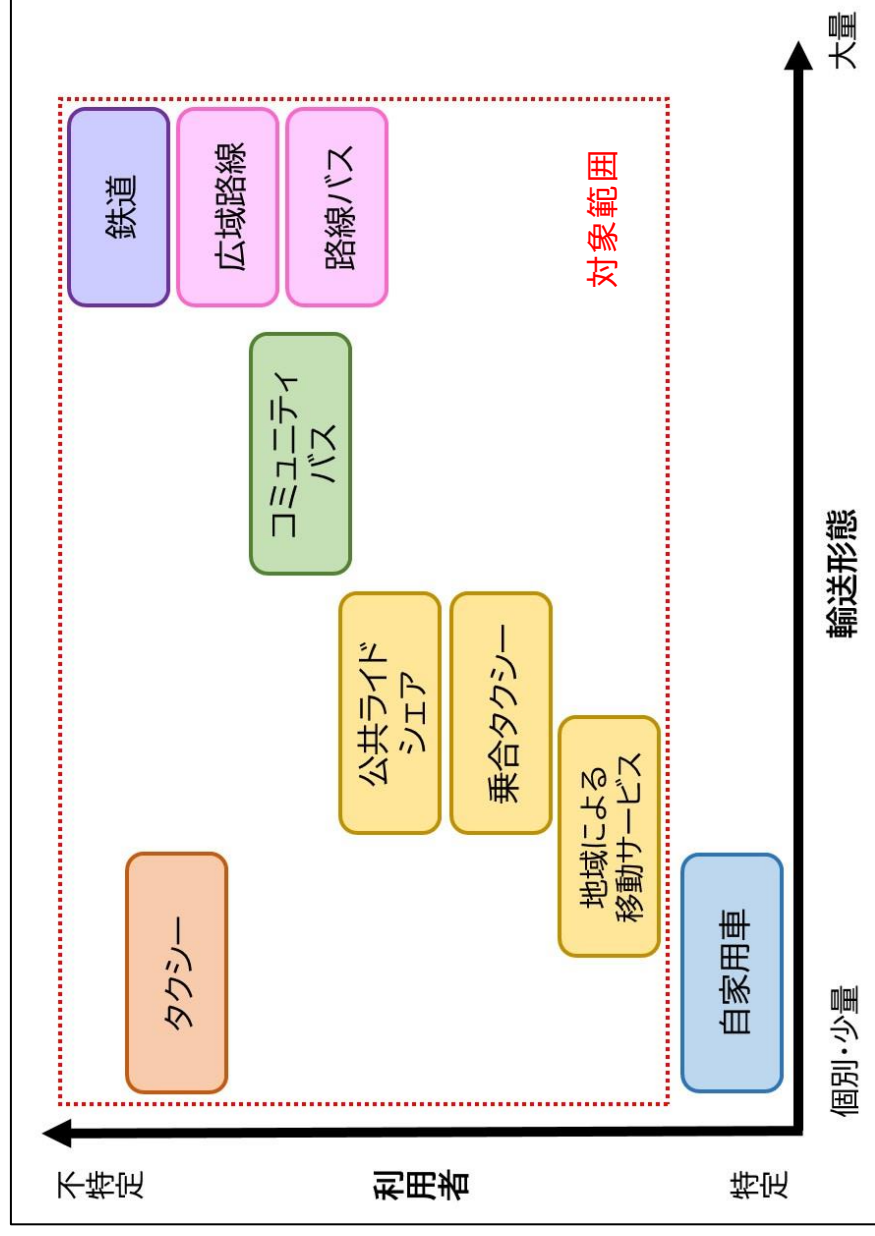 不特定
利用者
特定
鉄道
広域路線
路線バス
コミュニティ
バス
タクシー
公共ライド
シェア
乗合タクシー
地域による
移動サービス
対象範囲
自家用車
個別・少量
輸送形態
大量